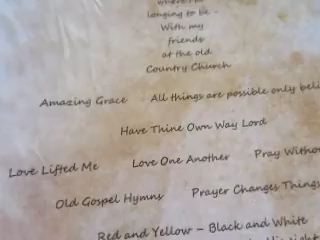 longing to be -
With my
friends
at the old
Country Church
Amazing Grace All things are possible only
Have Thine Own Way Lord
Love Lifted Me Love One Another Pray
Old Gospel Hymns Prayer Changes Things
Red and Yellow - Black and White